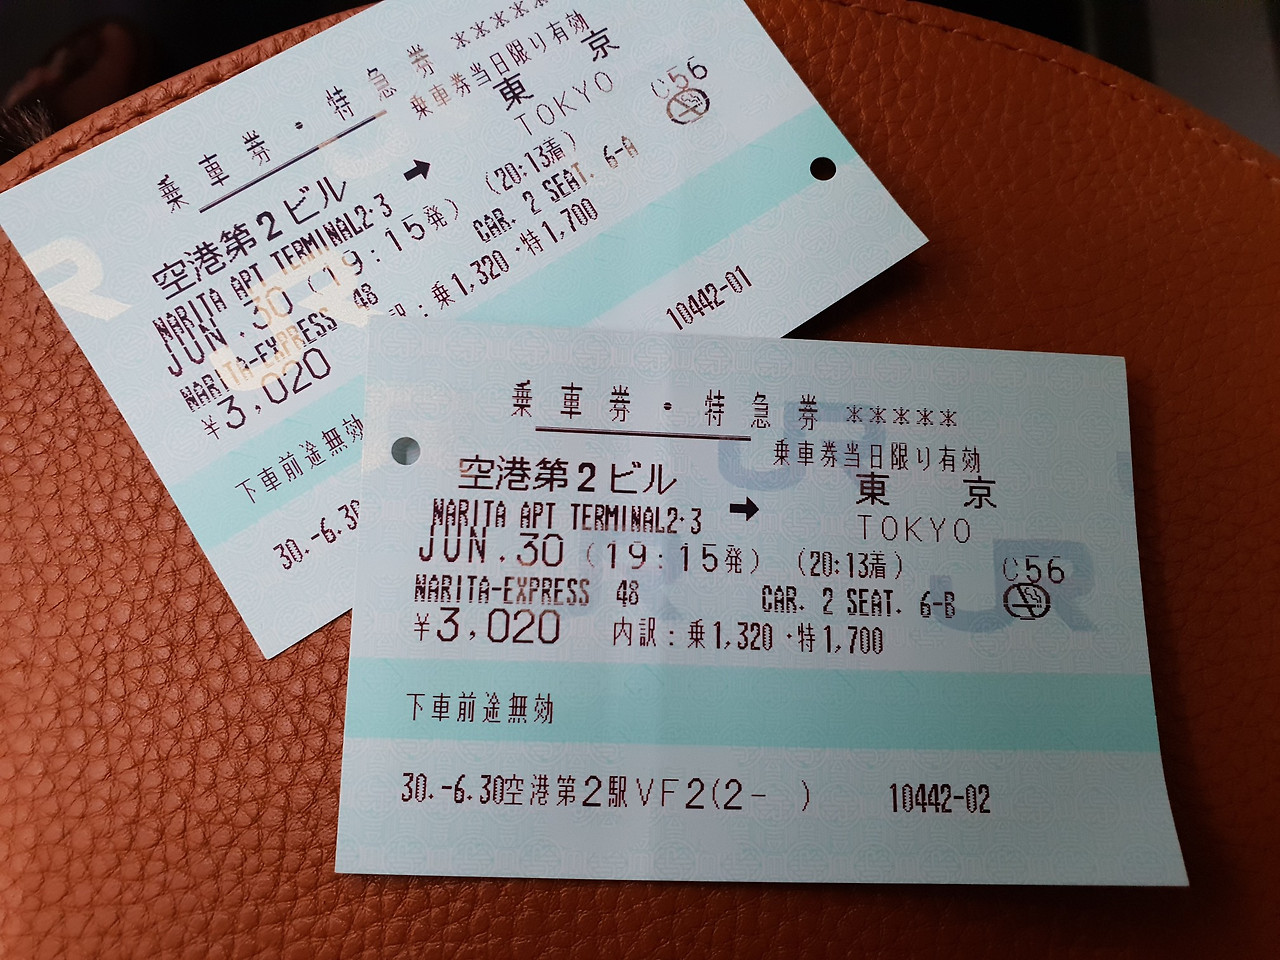 乗車券・特急券 *****
乗車券当日限り有効
空港第2ビル → 東京
NARITA APT TERMINAL2・3 TOKYO
JUN.30 (19:15発) (20:13着) C56
NARITA-EXPRESS 48 CAR. 2 SEAT. 6-A
¥3,020 訳:乗1,320・特1,700
下車前途無効
30.-6.30
10442-01
JR
乗車券・特急券 *****
乗車券当日限り有効
空港第2ビル → 東京
NARITA APT TERMINAL2・3 TOKYO
JUN.30 (19:15発) (20:13着) C56
NARITA-EXPRESS 48 CAR. 2 SEAT. 6-B
¥3,020 内訳:乗1,320・特1,700
下車前途無効
30.-6.30空港第2駅VF2(2- ) 10442-02
JR